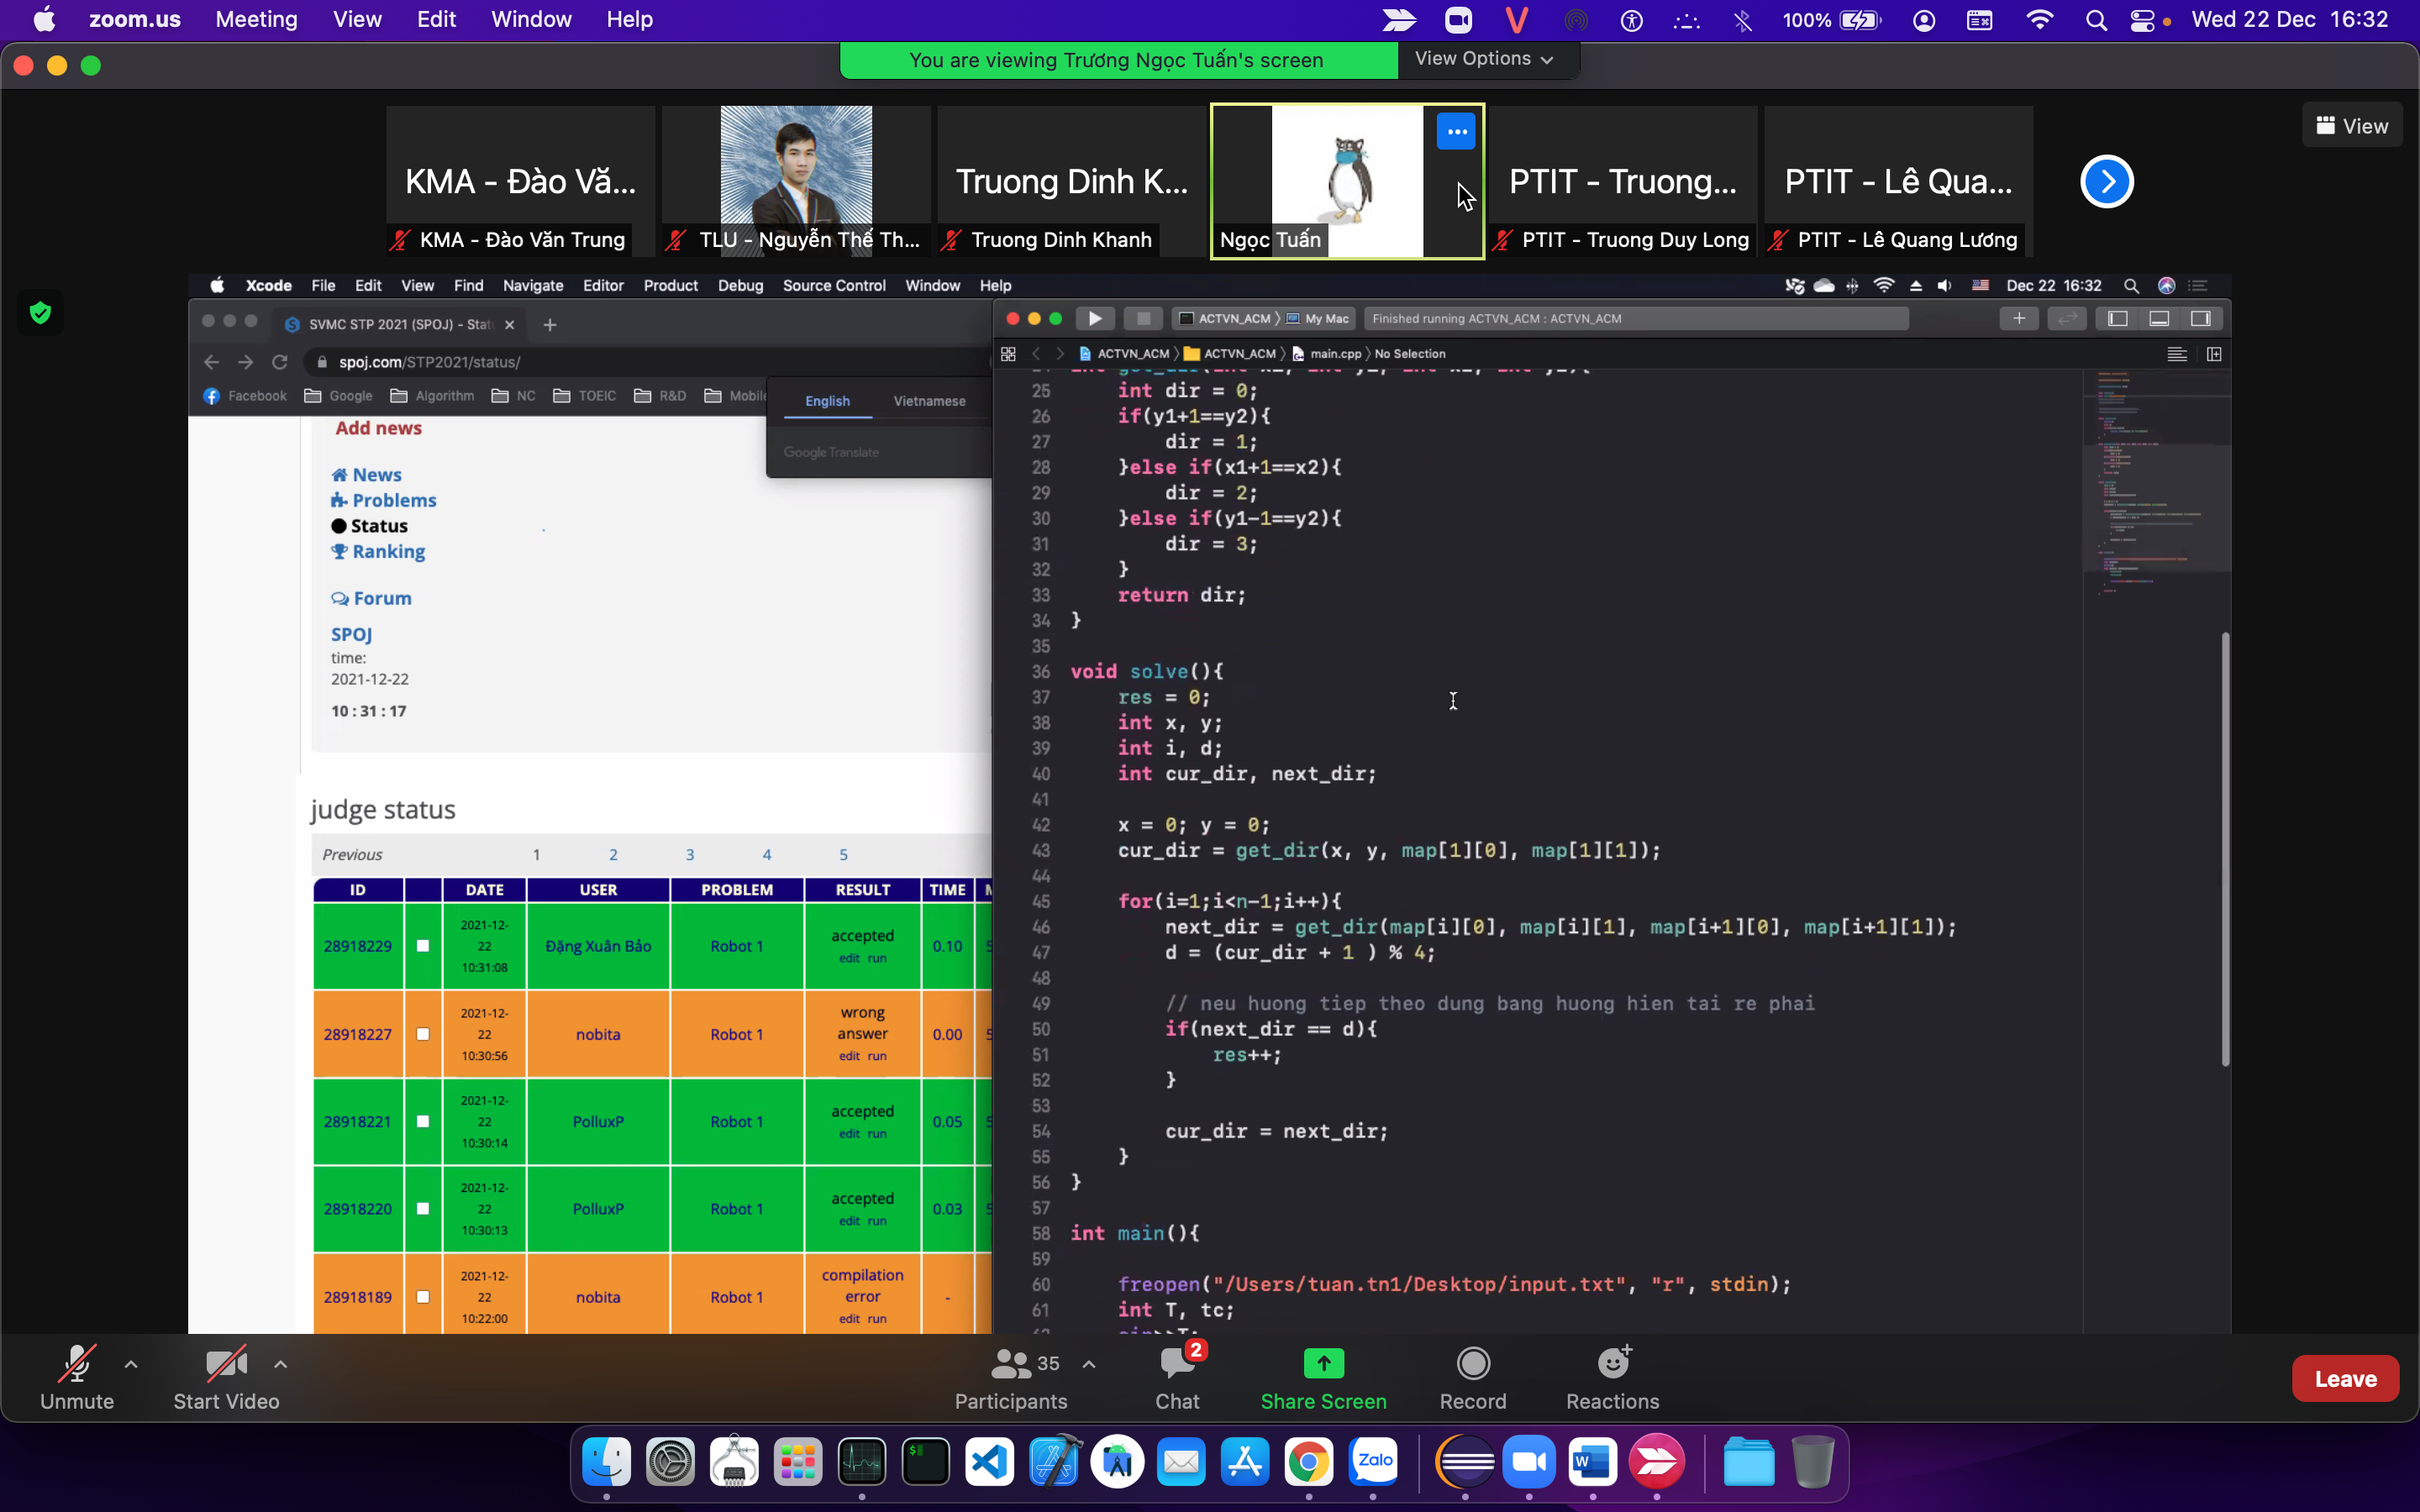 zoom.us Meeting View Edit Window Help 100% Wed 22 Dec 16:32
You are viewing Trương Ngọc Tuấn's screen View Options
View
KMA - Đào Vă... Truong Dinh K... PTIT - Truong... PTIT - Lê Qua...
KMA - Đào Văn Trung TLU - Nguyễn Thế Th... Truong Dinh Khanh Ngọc Tuấn PTIT - Truong Duy Long PTIT - Lê Quang Lương
Xcode File Edit View Find Navigate Editor Product Debug Source Control Window Help Dec 22 16:32
SVMC STP 2021 (SPOJ) - Stat
spoj.com/STP2021/status/
Facebook Google Algorithm NC TOEIC R&D Mobile
English Vietnamese
Google Translate
Add news
News
Problems
Status
Ranking
Forum
SPOJ
time:
2021-12-22
10 : 31 : 17
judge status
Previous 1 2 3 4 5
ID DATE USER PROBLEM RESULT TIME
28918229 2021-12-22 10:31:08 Đặng Xuân Bảo Robot 1 accepted edit run 0.10
28918227 2021-12-22 10:30:56 nobita Robot 1 wrong answer edit run 0.00
28918221 2021-12-22 10:30:14 PolluxP Robot 1 accepted edit run 0.05
28918220 2021-12-22 10:30:13 PolluxP Robot 1 accepted edit run 0.03
28918189 2021-12-22 10:22:00 nobita Robot 1 compilation error edit run -
ACTVN_ACM My Mac Finished running ACTVN_ACM : ACTVN_ACM
ACTVN_ACM ACTVN_ACM main.cpp No Selection
25 int dir = 0;
26 if(y1+1==y2){
27 dir = 1;
28 }else if(x1+1==x2){
29 dir = 2;
30 }else if(y1-1==y2){
31 dir = 3;
32 }
33 return dir;
34 }
35
36 void solve(){
37 res = 0;
38 int x, y;
39 int i, d;
40 int cur_dir, next_dir;
41
42 x = 0; y = 0;
43 cur_dir = get_dir(x, y, map[1][0], map[1][1]);
44
45 for(i=1;i<n-1;i++){
46 next_dir = get_dir(map[i][0], map[i][1], map[i+1][0], map[i+1][1]);
47 d = (cur_dir + 1 ) % 4;
48
49 // neu huong tiep theo dung bang huong hien tai re phai
50 if(next_dir == d){
51 res++;
52 }
53
54 cur_dir = next_dir;
55 }
56 }
57
58 int main(){
59
60 freopen("/Users/tuan.tn1/Desktop/input.txt", "r", stdin);
61 int T, tc;
Unmute Start Video Participants 35 Chat 2 Share Screen Record Reactions Leave
Zalo